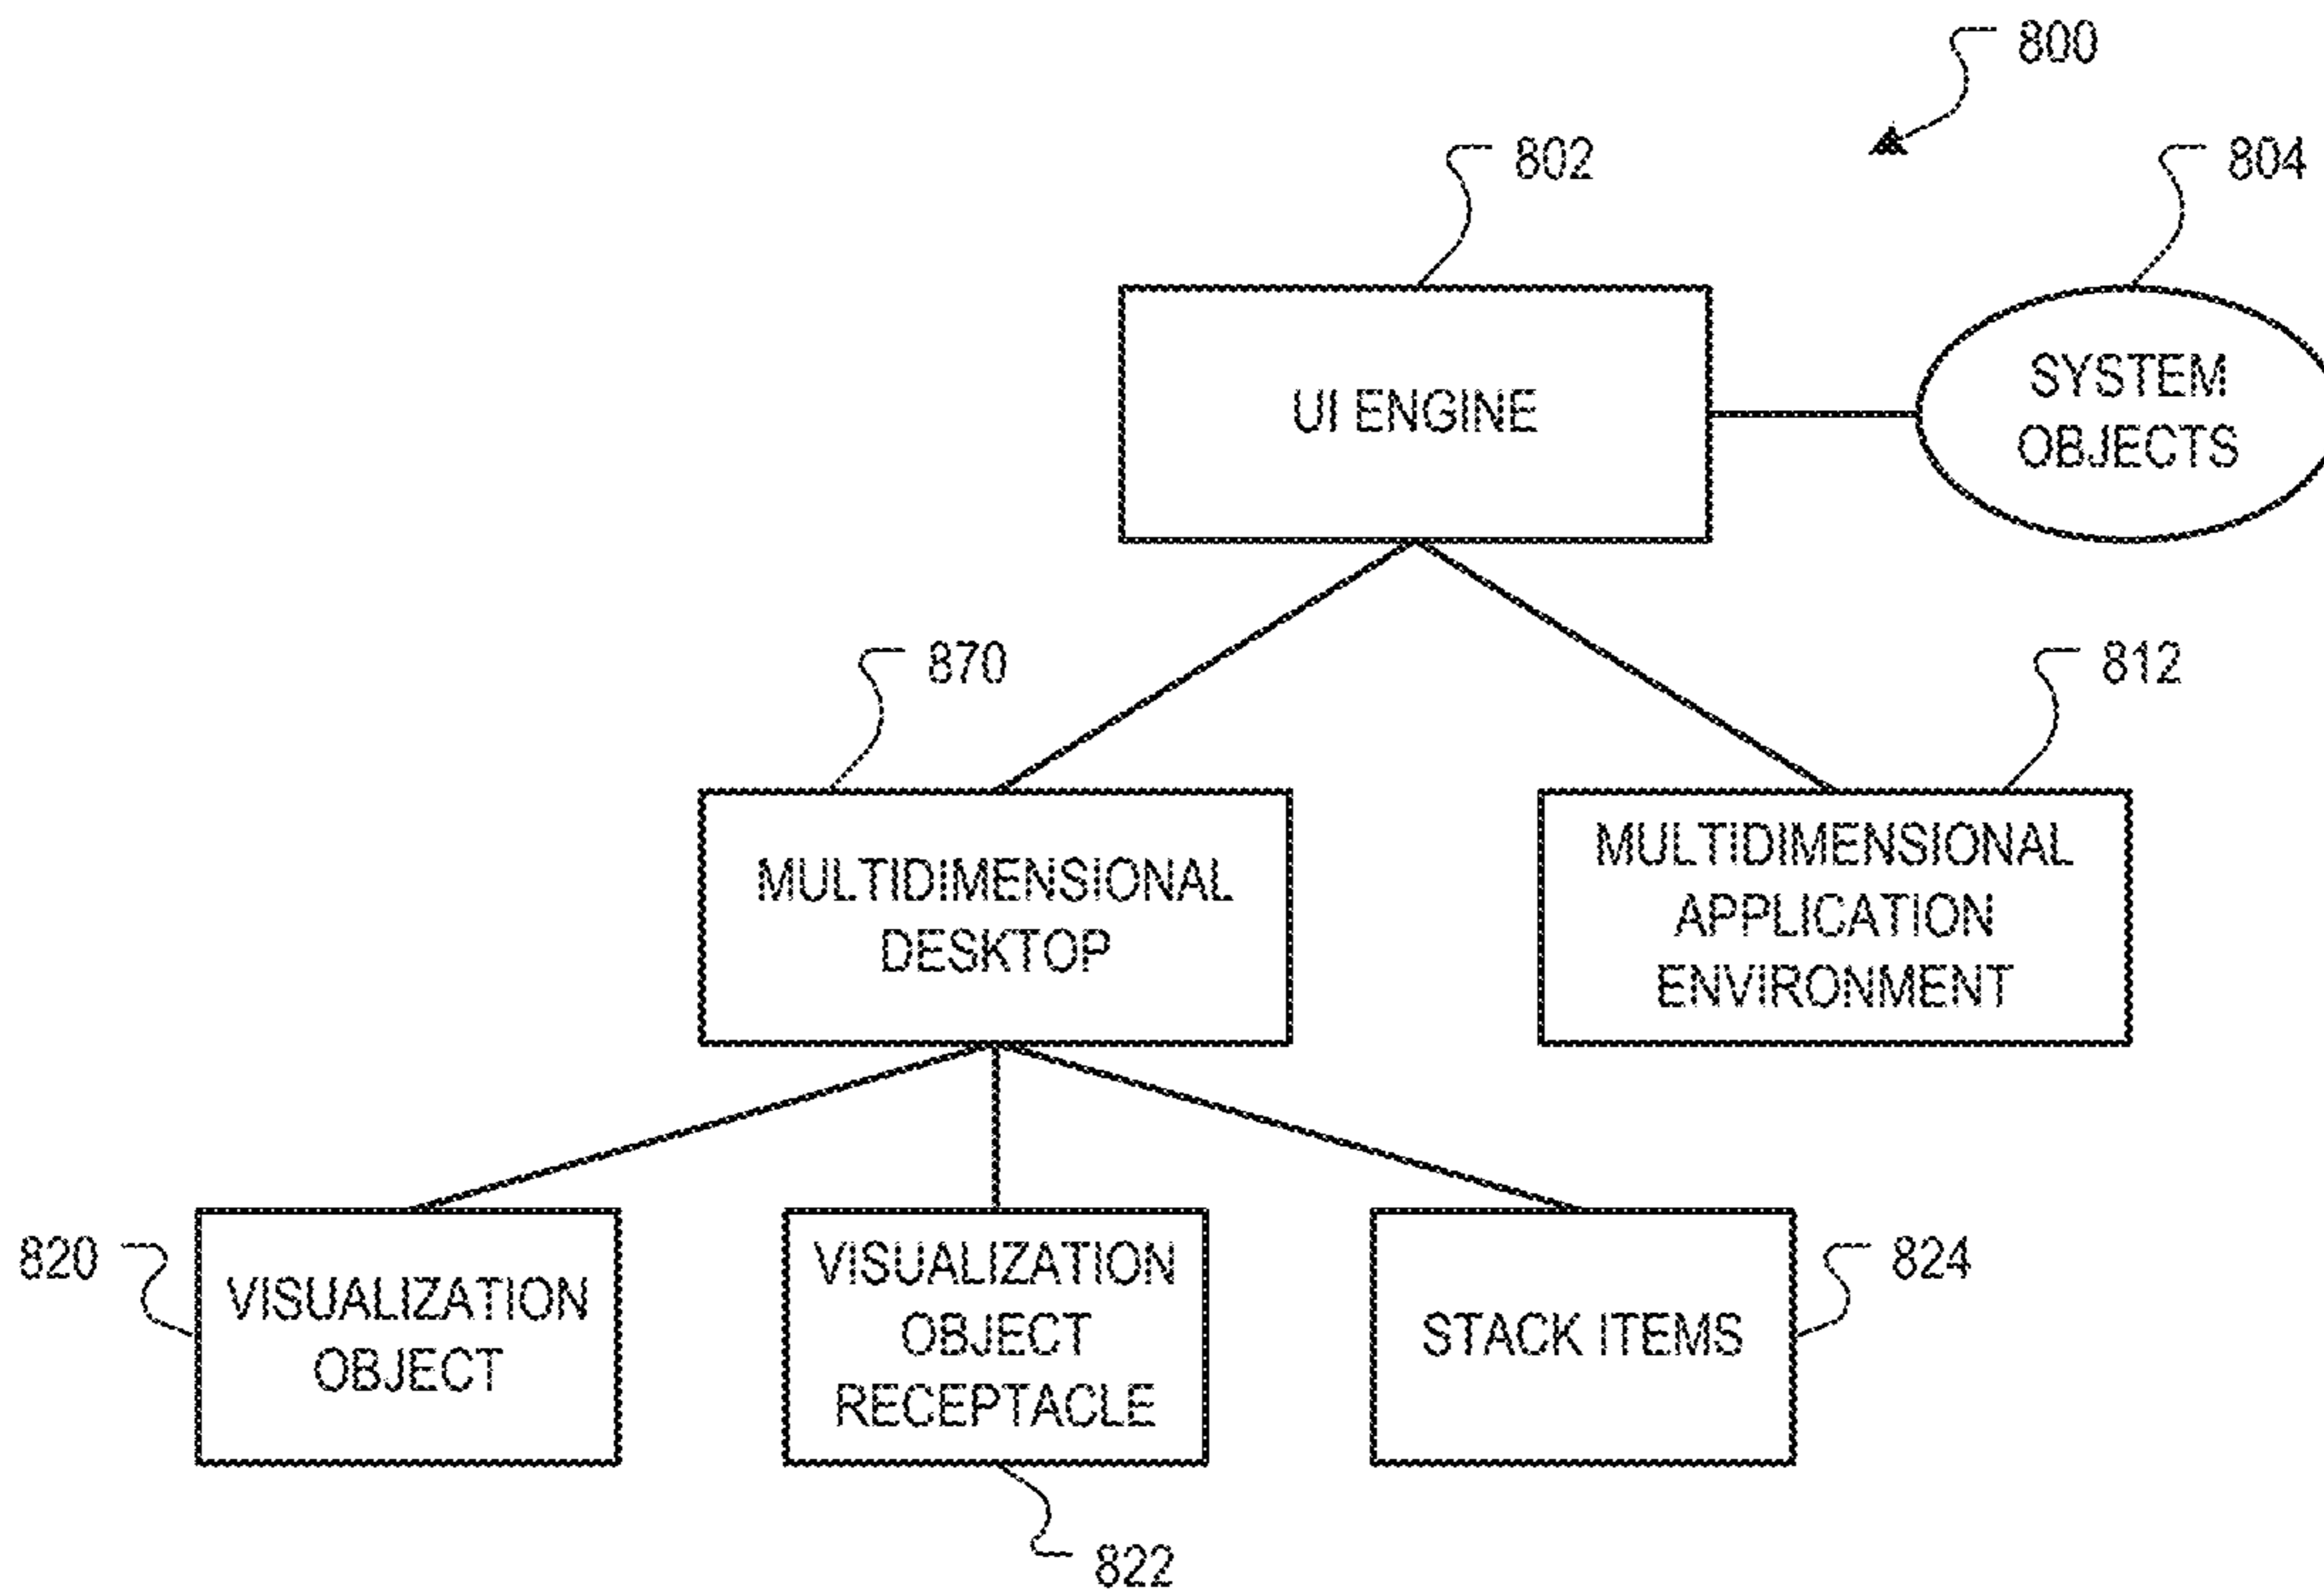 800
802
804
UI ENGINE
SYSTEM
OBJECTS
870
812
MULTIDIMENSIONAL
DESKTOP
MULTIDIMENSIONAL
APPLICATION
ENVIRONMENT
820
VISUALIZATION
OBJECT
VISUALIZATION
OBJECT
RECEPTACLE
STACK ITEMS
824
822